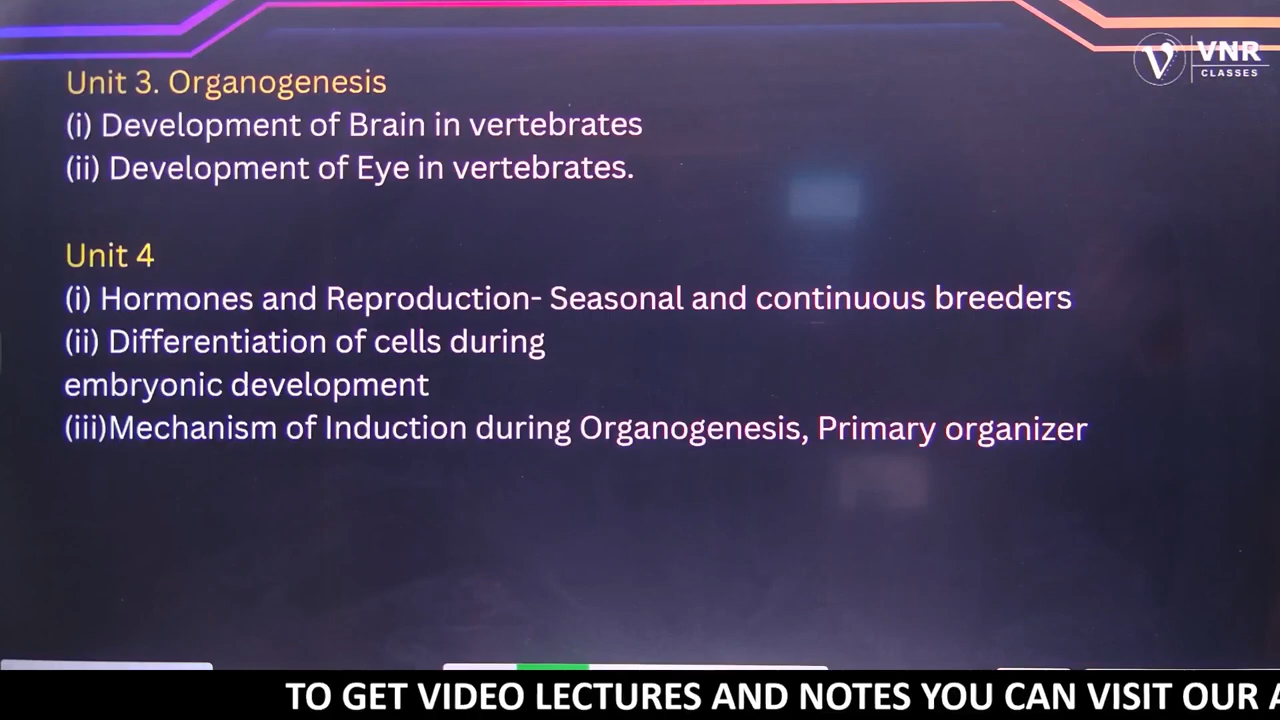 VNR
CLASSES
Unit 3. Organogenesis
(i) Development of Brain in vertebrates
(ii) Development of Eye in vertebrates.
Unit 4
(i) Hormones and Reproduction- Seasonal and continuous breeders
(ii) Differentiation of cells during
embryonic development
(iii)Mechanism of Induction during Organogenesis, Primary organizer
TO GET VIDEO LECTURES AND NOTES YOU CAN VISIT OUR A